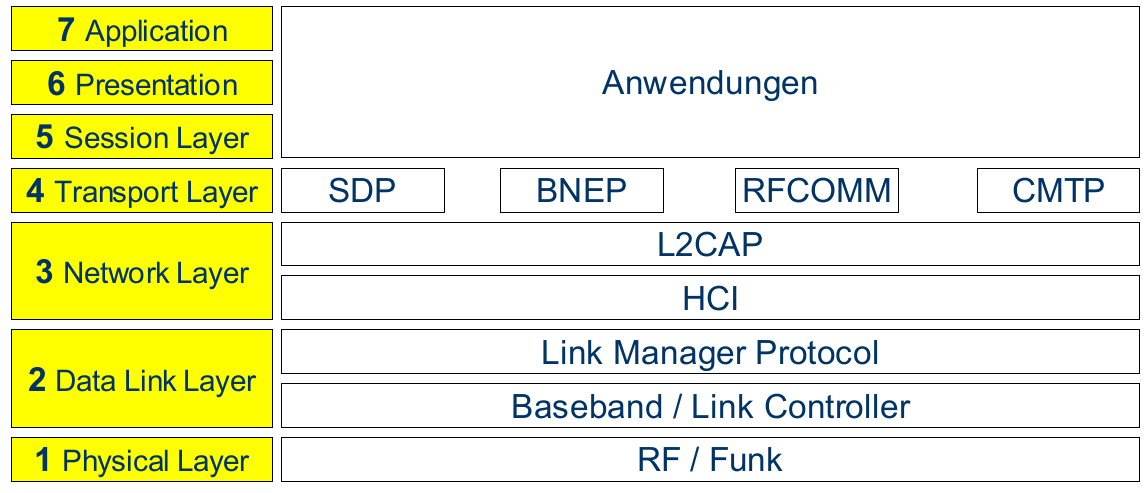 7 Application
6 Presentation
Anwendungen
5 Session Layer
4 Transport Layer
SDP
BNEP
RFCOMM
CMTP
3 Network Layer
L2CAP
HCI
2 Data Link Layer
Link Manager Protocol
Baseband / Link Controller
1 Physical Layer
RF / Funk